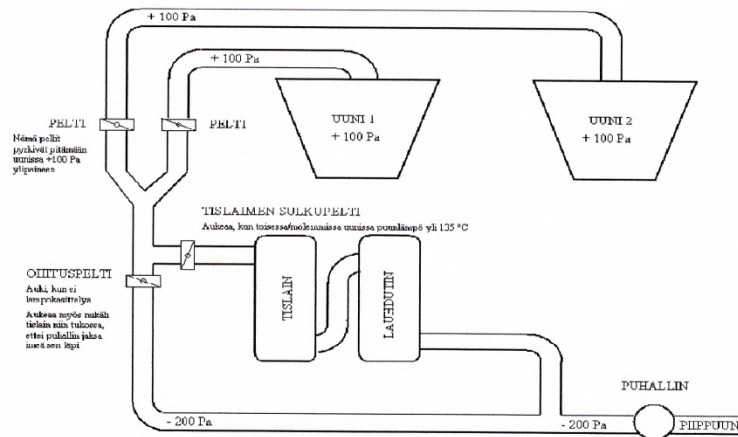 + 100 Pa
+ 100 Pa
UUNI 1
+ 100 Pa
UUNI 2
+ 100 Pa
PELTI
PELTI
Nämä pellit
pyrkivät pitämään
uunissa +100 Pa
ylipaineen
TISLAIMEN SULKUPELTI
Aukeaa, kun toisessa/molemmissa uunissa puunlämpö yli 135 °C
OHITUSPELTI
Auki, kun ei
lämpökäsittelyä
Aukeaa myös mikäli
tislain niin tukossa,
ettei puhallin jaksa
imeä sen läpi
TISLAIN
LAUHDUTIN
PUHALLIN
- 200 Pa
- 200 Pa
PIIPPUUN